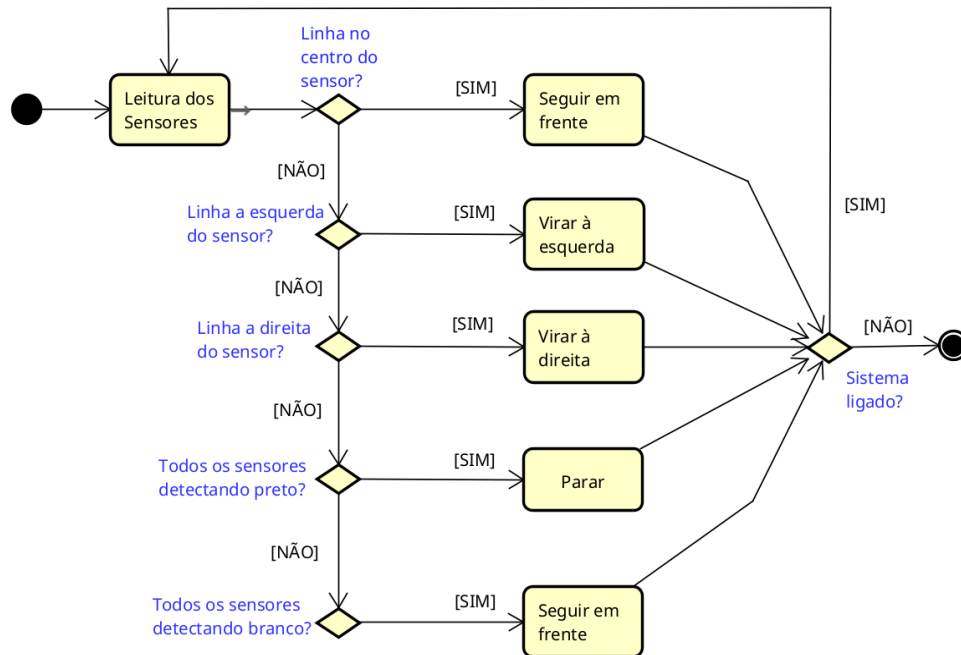 Linha no
centro do
sensor?
[SIM]
Leitura dos
Sensores
Seguir em
frente
[NÃO]
[SIM]
Linha a esquerda
do sensor?
[SIM]
Virar à
esquerda
[NÃO]
Linha a direita
do sensor?
[SIM]
Virar à
direita
[NÃO]
Sistema
ligado?
[NÃO]
Todos os sensores
detectando preto?
[SIM]
Parar
[NÃO]
Todos os sensores
detectando branco?
[SIM]
Seguir em
frente